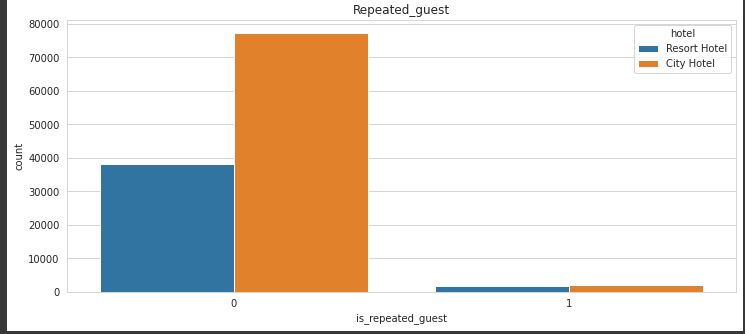 Repeated_guest
hotel
Resort Hotel
City Hotel
80000
70000
60000
50000
40000
30000
20000
10000
0
count
0
1
is_repeated_guest